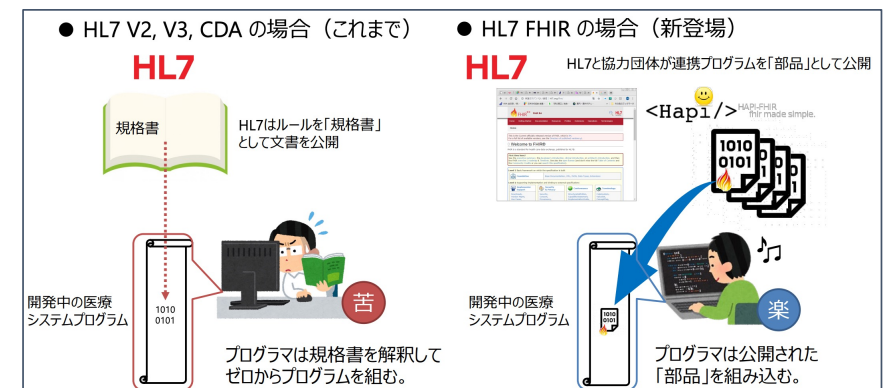 ● HL7 V2, V3, CDA の場合（これまで）
HL7
規格書
HL7はルールを「規格書」
として文書を公開
開発中の医療
システムプログラム
1010
0101
苦
プログラマは規格書を解釈して
ゼロからプログラムを組む。
● HL7 FHIR の場合（新登場）
HL7
HL7と協力団体が連携プログラムを「部品」として公開
Welcome to FHIR®
<Hapi/>
HAPI-FHIR
fhir made simple.
1010
0101
開発中の医療
システムプログラム
1010
0101
楽
プログラマは公開された
「部品」を組み込む。